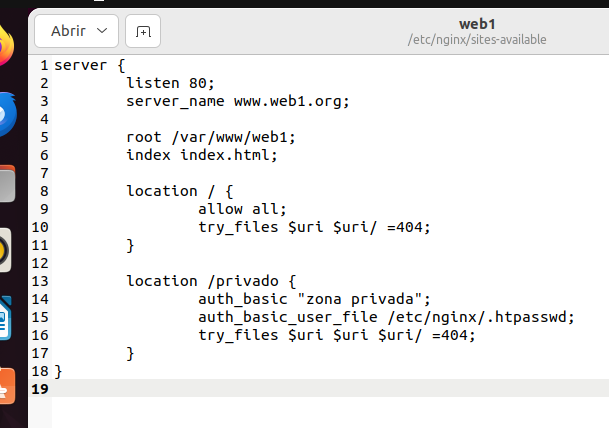 Abrir
web1
/etc/nginx/sites-available
1 server {
2 listen 80;
3 server_name www.web1.org;
4
5 root /var/www/web1;
6 index index.html;
7
8 location / {
9 allow all;
10 try_files $uri $uri/ =404;
11 }
12
13 location /privado {
14 auth_basic "zona privada";
15 auth_basic_user_file /etc/nginx/.htpasswd;
16 try_files $uri $uri $uri/ =404;
17 }
18 }
19